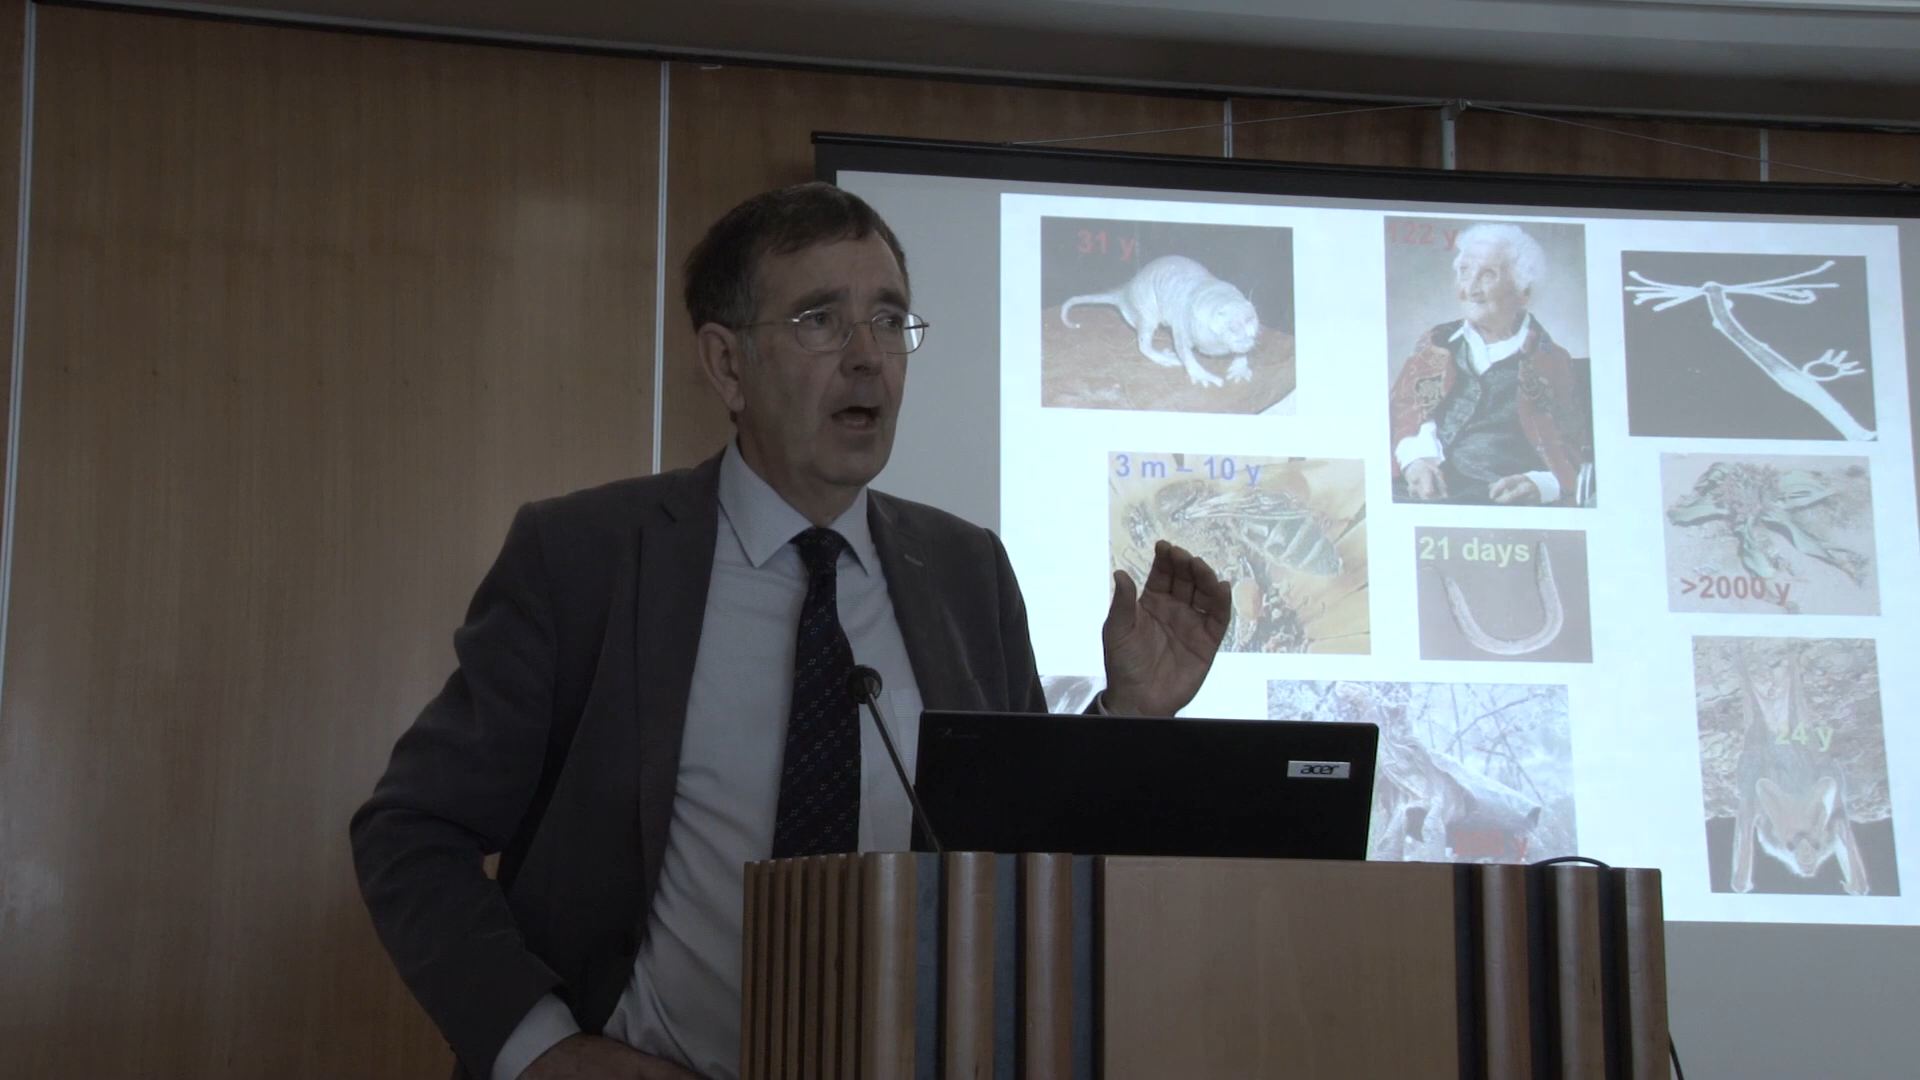 31 y
122 y
3 m – 10 y
21 days
>2000 y
24 y
acer